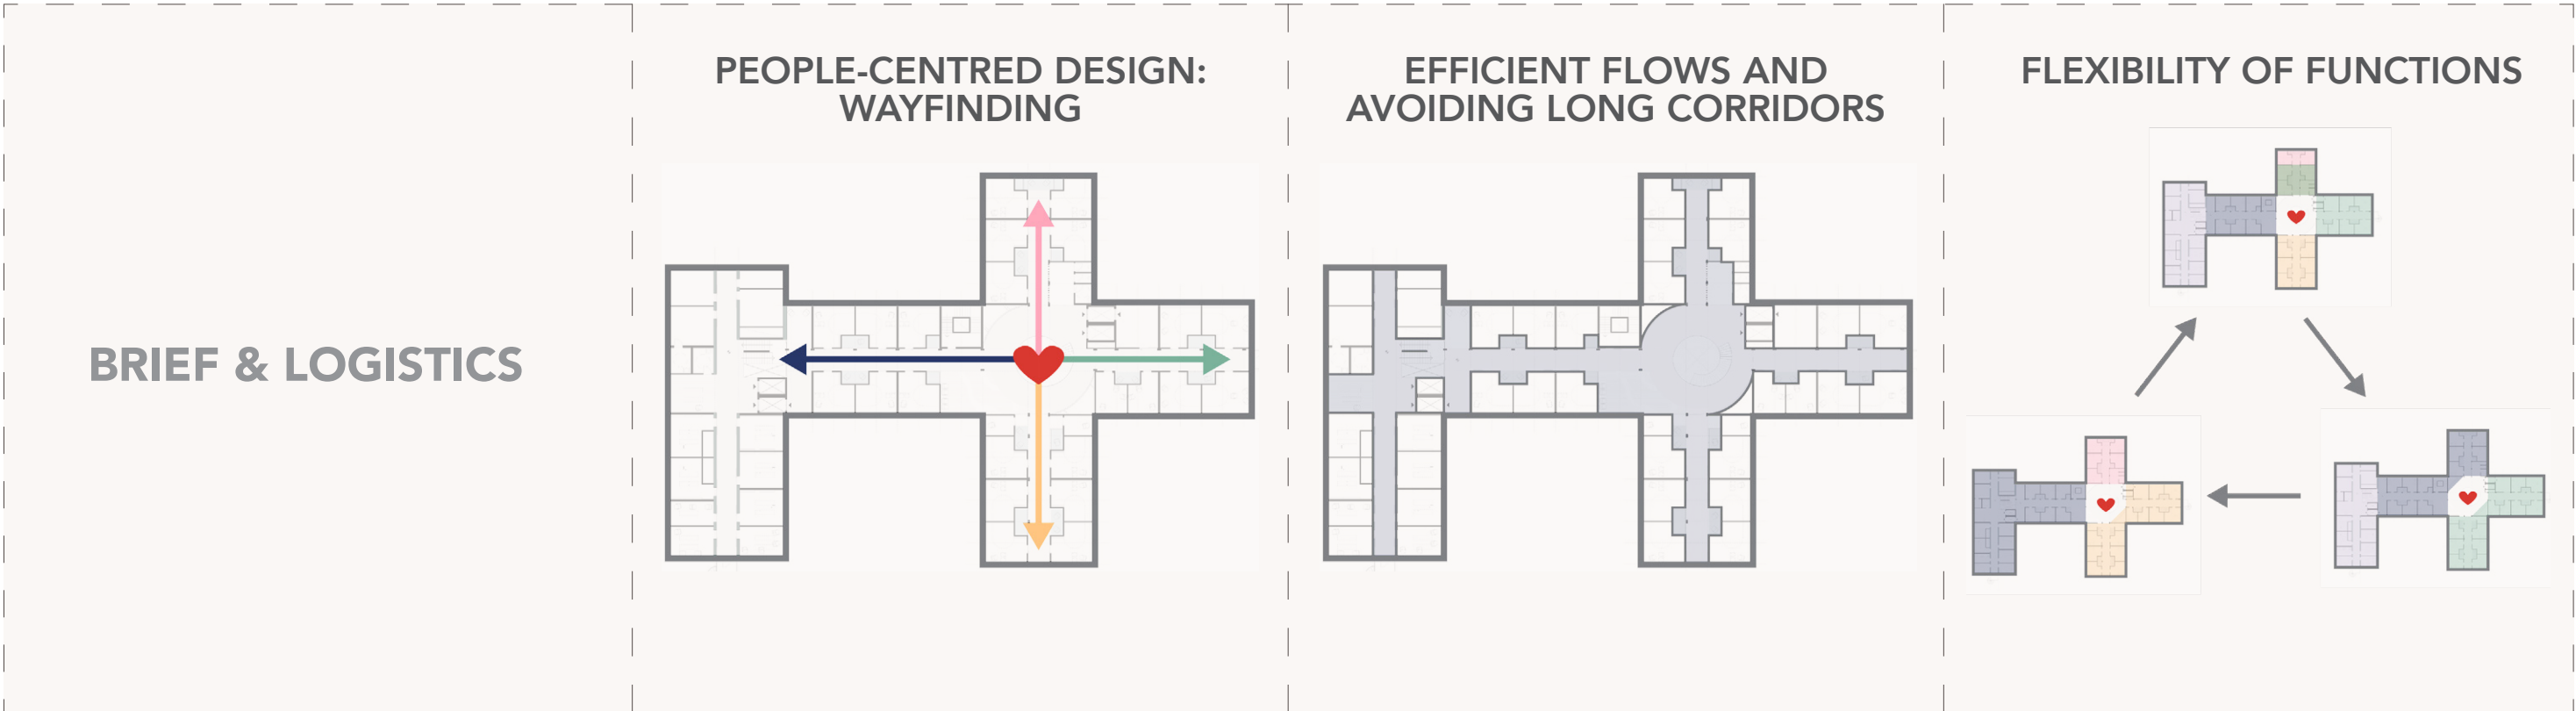 BRIEF & LOGISTICS
PEOPLE-CENTRED DESIGN:
WAYFINDING
EFFICIENT FLOWS AND
AVOIDING LONG CORRIDORS
FLEXIBILITY OF FUNCTIONS